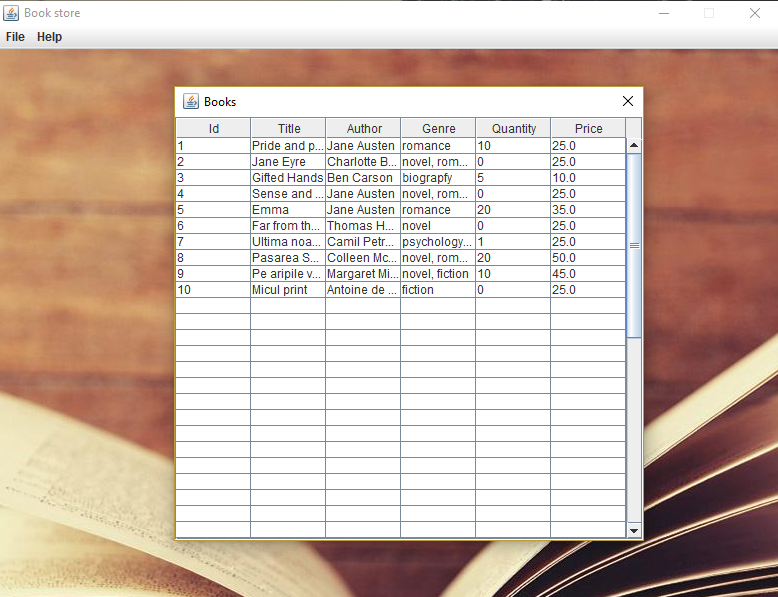 Book store
File Help
Books
Id Title Author Genre Quantity Price
1 Pride and p... Jane Austen romance 10 25.0
2 Jane Eyre Charlotte B... novel, rom... 0 25.0
3 Gifted Hands Ben Carson biograpfy 5 10.0
4 Sense and ... Jane Austen novel, rom... 0 25.0
5 Emma Jane Austen romance 20 35.0
6 Far from th... Thomas H... novel 0 25.0
7 Ultima noa... Camil Petr... psychology... 1 25.0
8 Pasarea S... Colleen Mc... novel, rom... 20 50.0
9 Pe aripile v... Margaret Mi... novel, fiction 10 45.0
10 Micul print Antoine de ... fiction 0 25.0